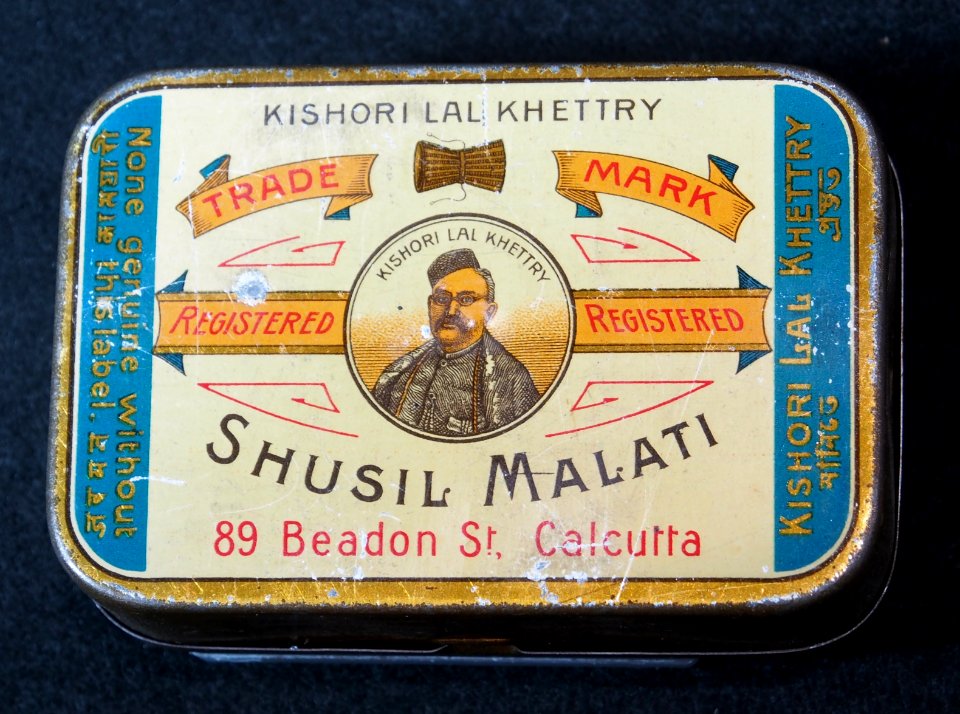 KISHORI LAL KHETTRY
TRADE MARK
KISHORI LAL KHETTRY
REGISTERED REGISTERED
SHUSIL MALATI
89 Beadon St, Calcutta
None genuine without
this label.
KISHORI LAL KHETTRY